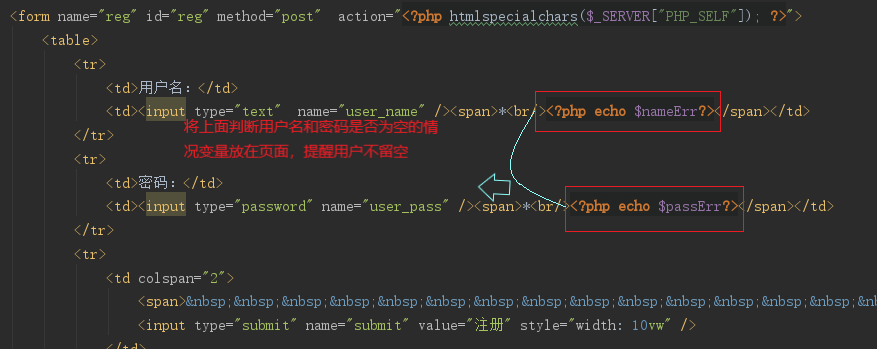 <form name="reg" id="reg" method="post"  action="<?php htmlspecialchars($_SERVER["PHP_SELF"]); ?>">
<table>
<tr>
<td>用户名：</td>
<td><input type="text"  name="user_name" /><span>*<br/><?php echo $nameErr?></span></td>
将上面判断用户名和密码是否为空的情
</tr>
况变量放在页面，提醒用户不留空
<tr>
<td>密码：</td>
<td><input type="password" name="user_pass" /><span>*<br/><?php echo $passErr?></span></td>
</tr>
<tr>
<td colspan="2">
<span>&nbsp;&nbsp;&nbsp;&nbsp;&nbsp;&nbsp;&nbsp;&nbsp;&nbsp;&nbsp;&nbsp;&nbsp;&nbsp;&nbsp;&n
<input type="submit" name="submit" value="注册" style="width: 10vw" />
</td>